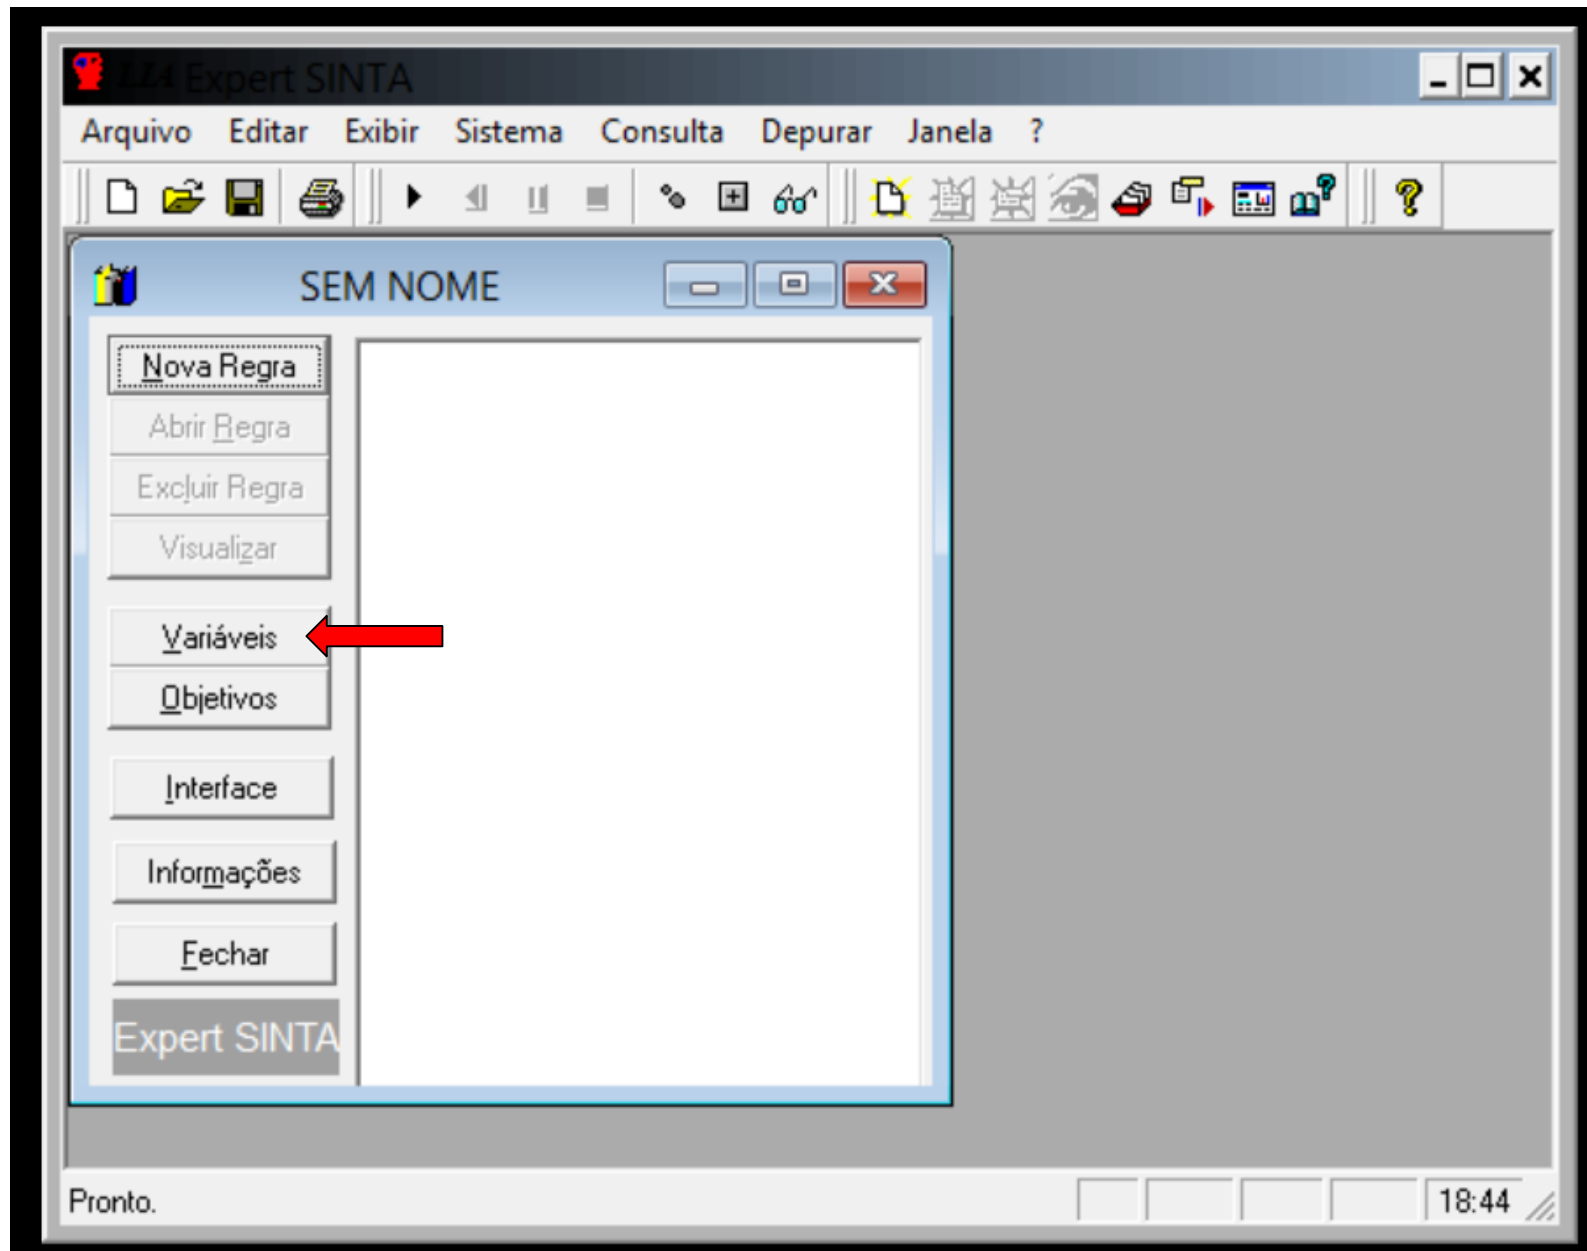 LIA Expert SINTA
Arquivo Editar Exibir Sistema Consulta Depurar Janela ?
SEM NOME
Nova Regra
Abrir Regra
Excluir Regra
Visualizar
Variáveis
Objetivos
Interface
Informações
Fechar
Expert SINTA
Pronto.
18:44